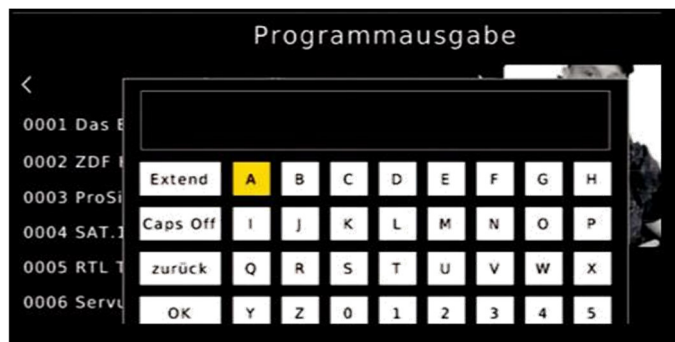 Programmausgabe
0001 Das
0002 ZDF
0003 ProSi
0004 SAT.1
0005 RTL
0006 Servu
Extend A B C D E F G H
Caps Off I J K L M N O P
zurück Q R S T U V W X
OK Y Z 0 1 2 3 4 5